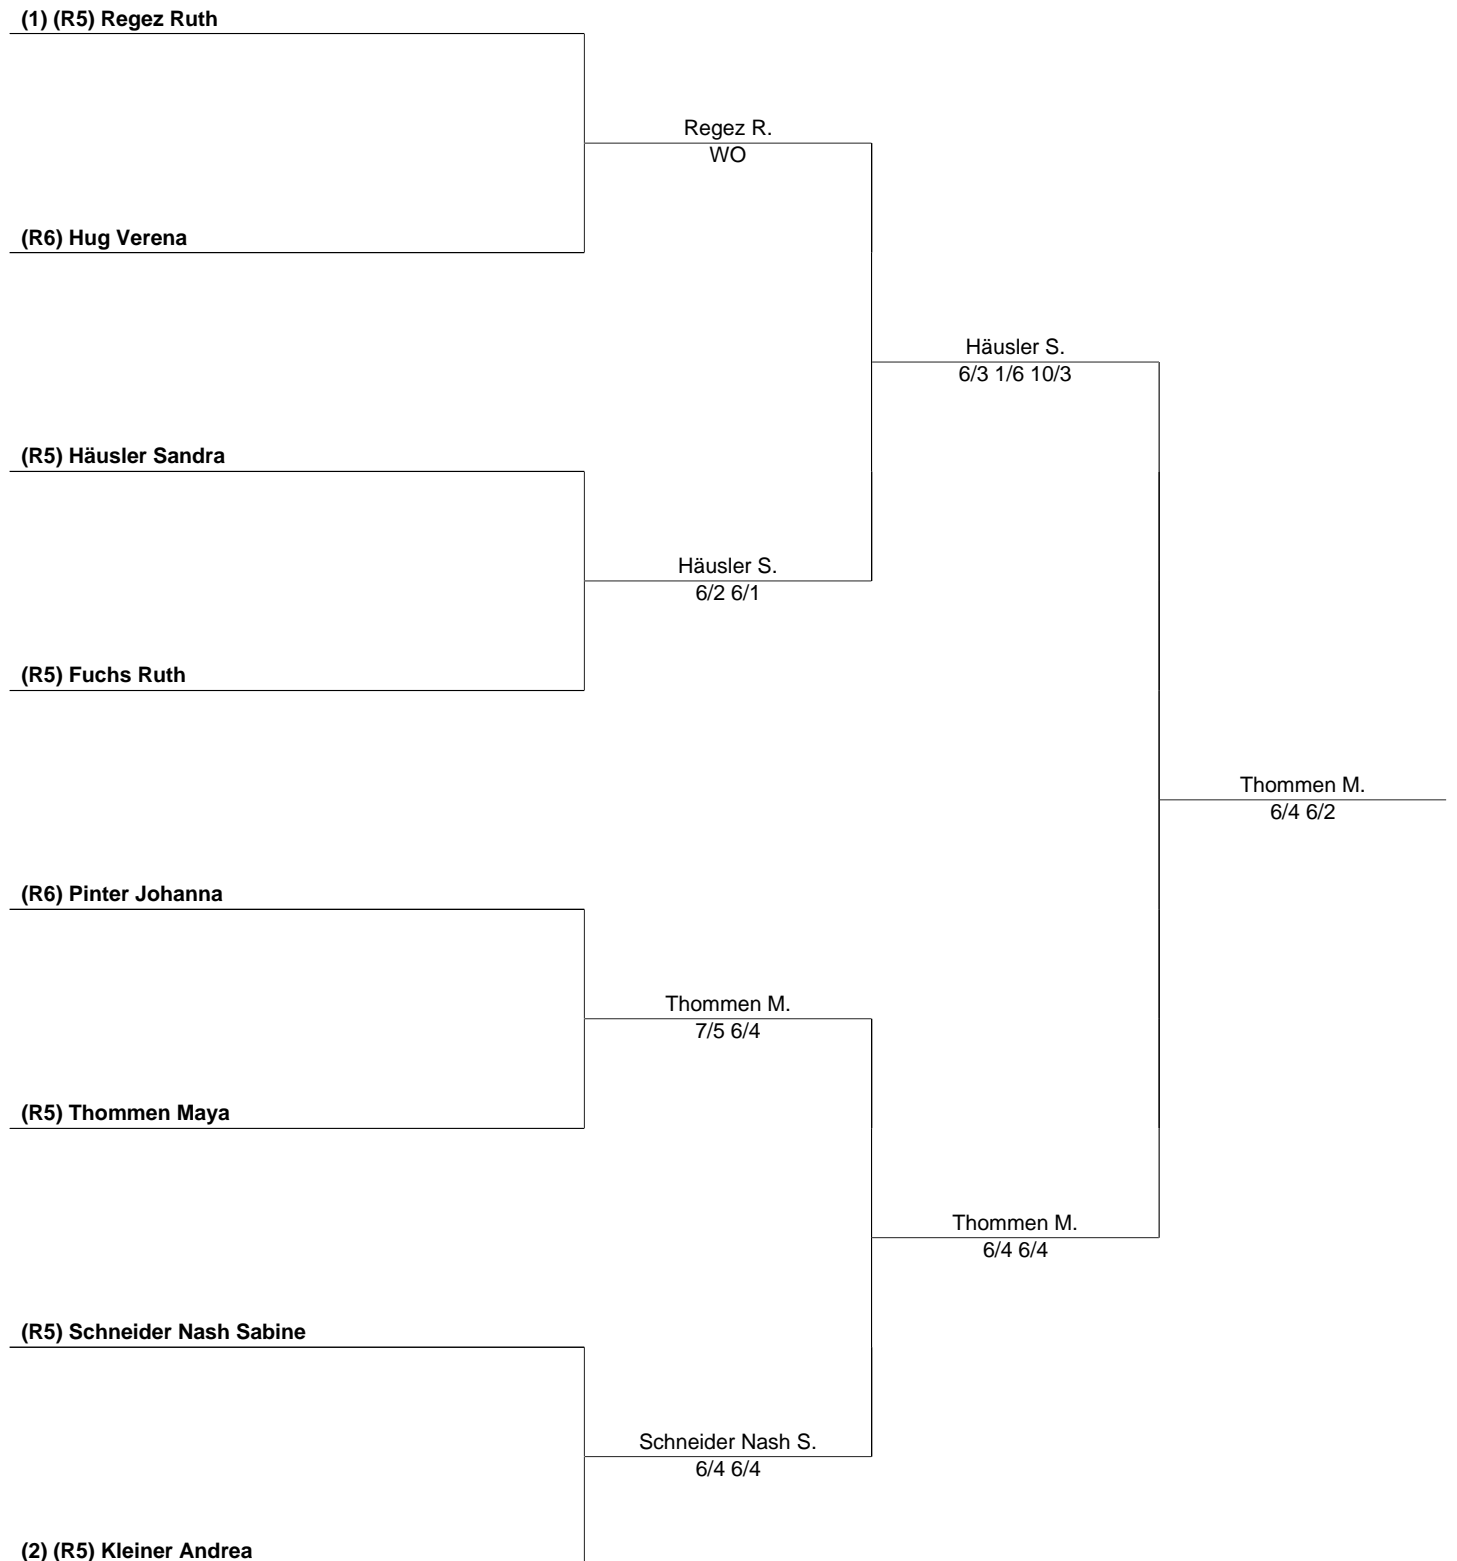 (1) (R5) Regez Ruth
Regez R.
WO
(R6) Hug Verena
Häusler S.
6/3 1/6 10/3
(R5) Häusler Sandra
Häusler S.
6/2 6/1
(R5) Fuchs Ruth
Thommen M.
6/4 6/2
(R6) Pinter Johanna
Thommen M.
7/5 6/4
(R5) Thommen Maya
Thommen M.
6/4 6/4
(R5) Schneider Nash Sabine
Schneider Nash S.
6/4 6/4
(2) (R5) Kleiner Andrea